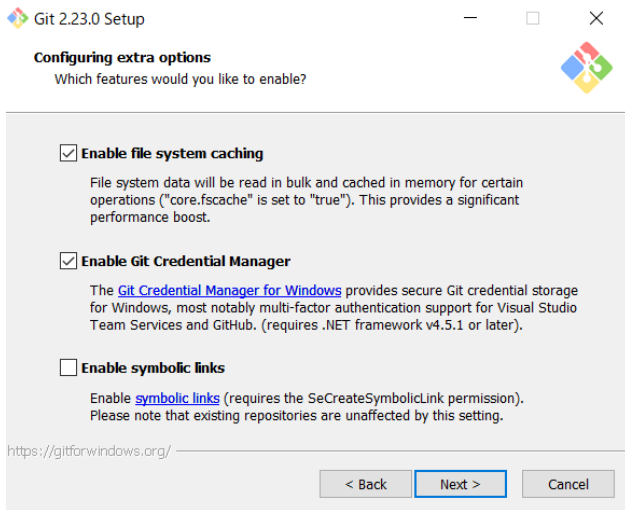 Git 2.23.0 Setup
Configuring extra options
Which features would you like to enable?
Enable file system caching
File system data will be read in bulk and cached in memory for certain
operations ("core.fscache" is set to "true"). This provides a significant
performance boost.
Enable Git Credential Manager
The Git Credential Manager for Windows provides secure Git credential storage
for Windows, most notably multi-factor authentication support for Visual Studio
Team Services and GitHub. (requires .NET framework v4.5.1 or later).
Enable symbolic links
Enable symbolic links (requires the SeCreateSymbolicLink permission).
Please note that existing repositories are unaffected by this setting.
https://gitforwindows.org/
< Back Next > Cancel